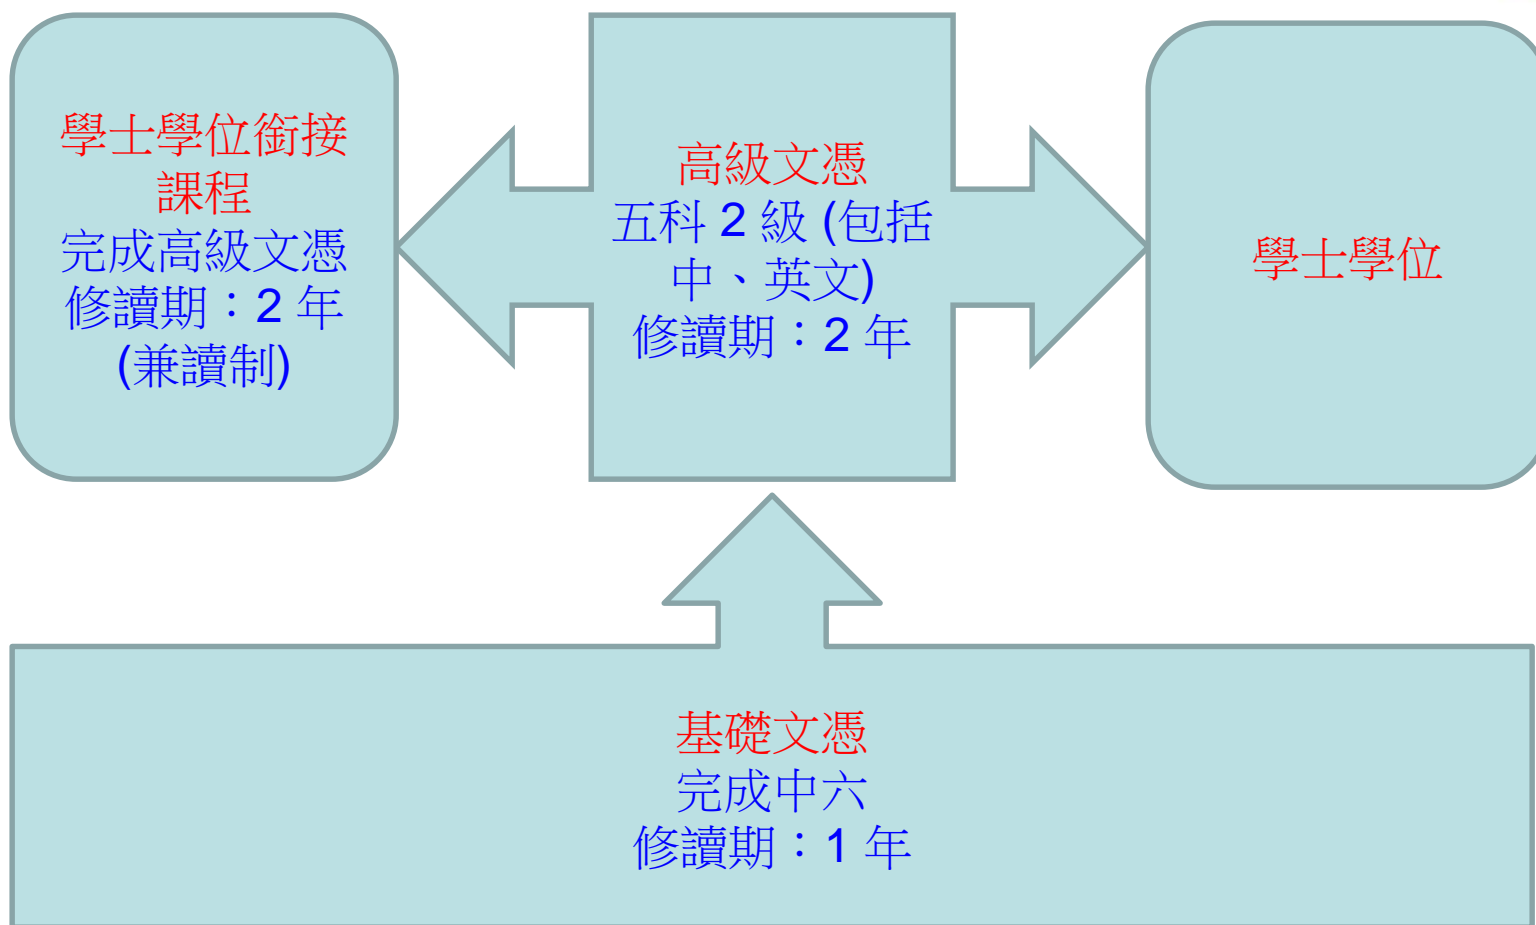 學士學位銜接
課程
完成高級文憑
修讀期：2 年
(兼讀制)
高級文憑
五科 2 級 (包括
中、英文)
修讀期：2 年
學士學位
基礎文憑
完成中六
修讀期：1 年